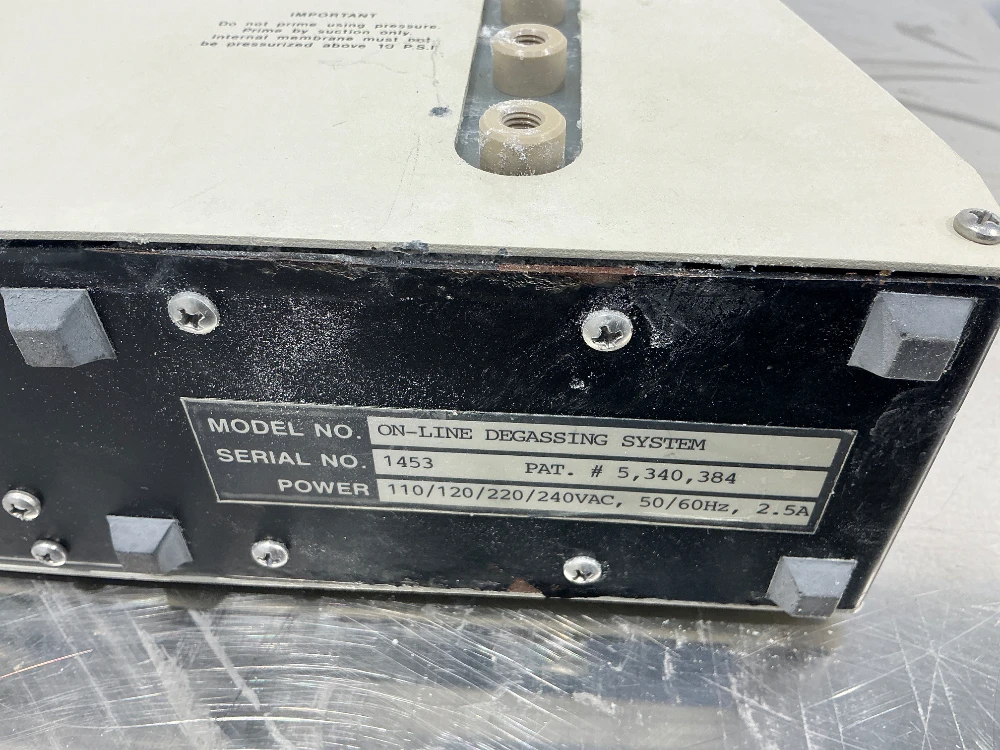 IMPORTANT
Do not prime using pressure.
Prime by suction only.
Internal membrane must not
be pressurized above 10 P.S.I
MODEL NO. ON-LINE DEGASSING SYSTEM
SERIAL NO. 1453 PAT. # 5,340,384
POWER 110/120/220/240VAC, 50/60Hz, 2.5A